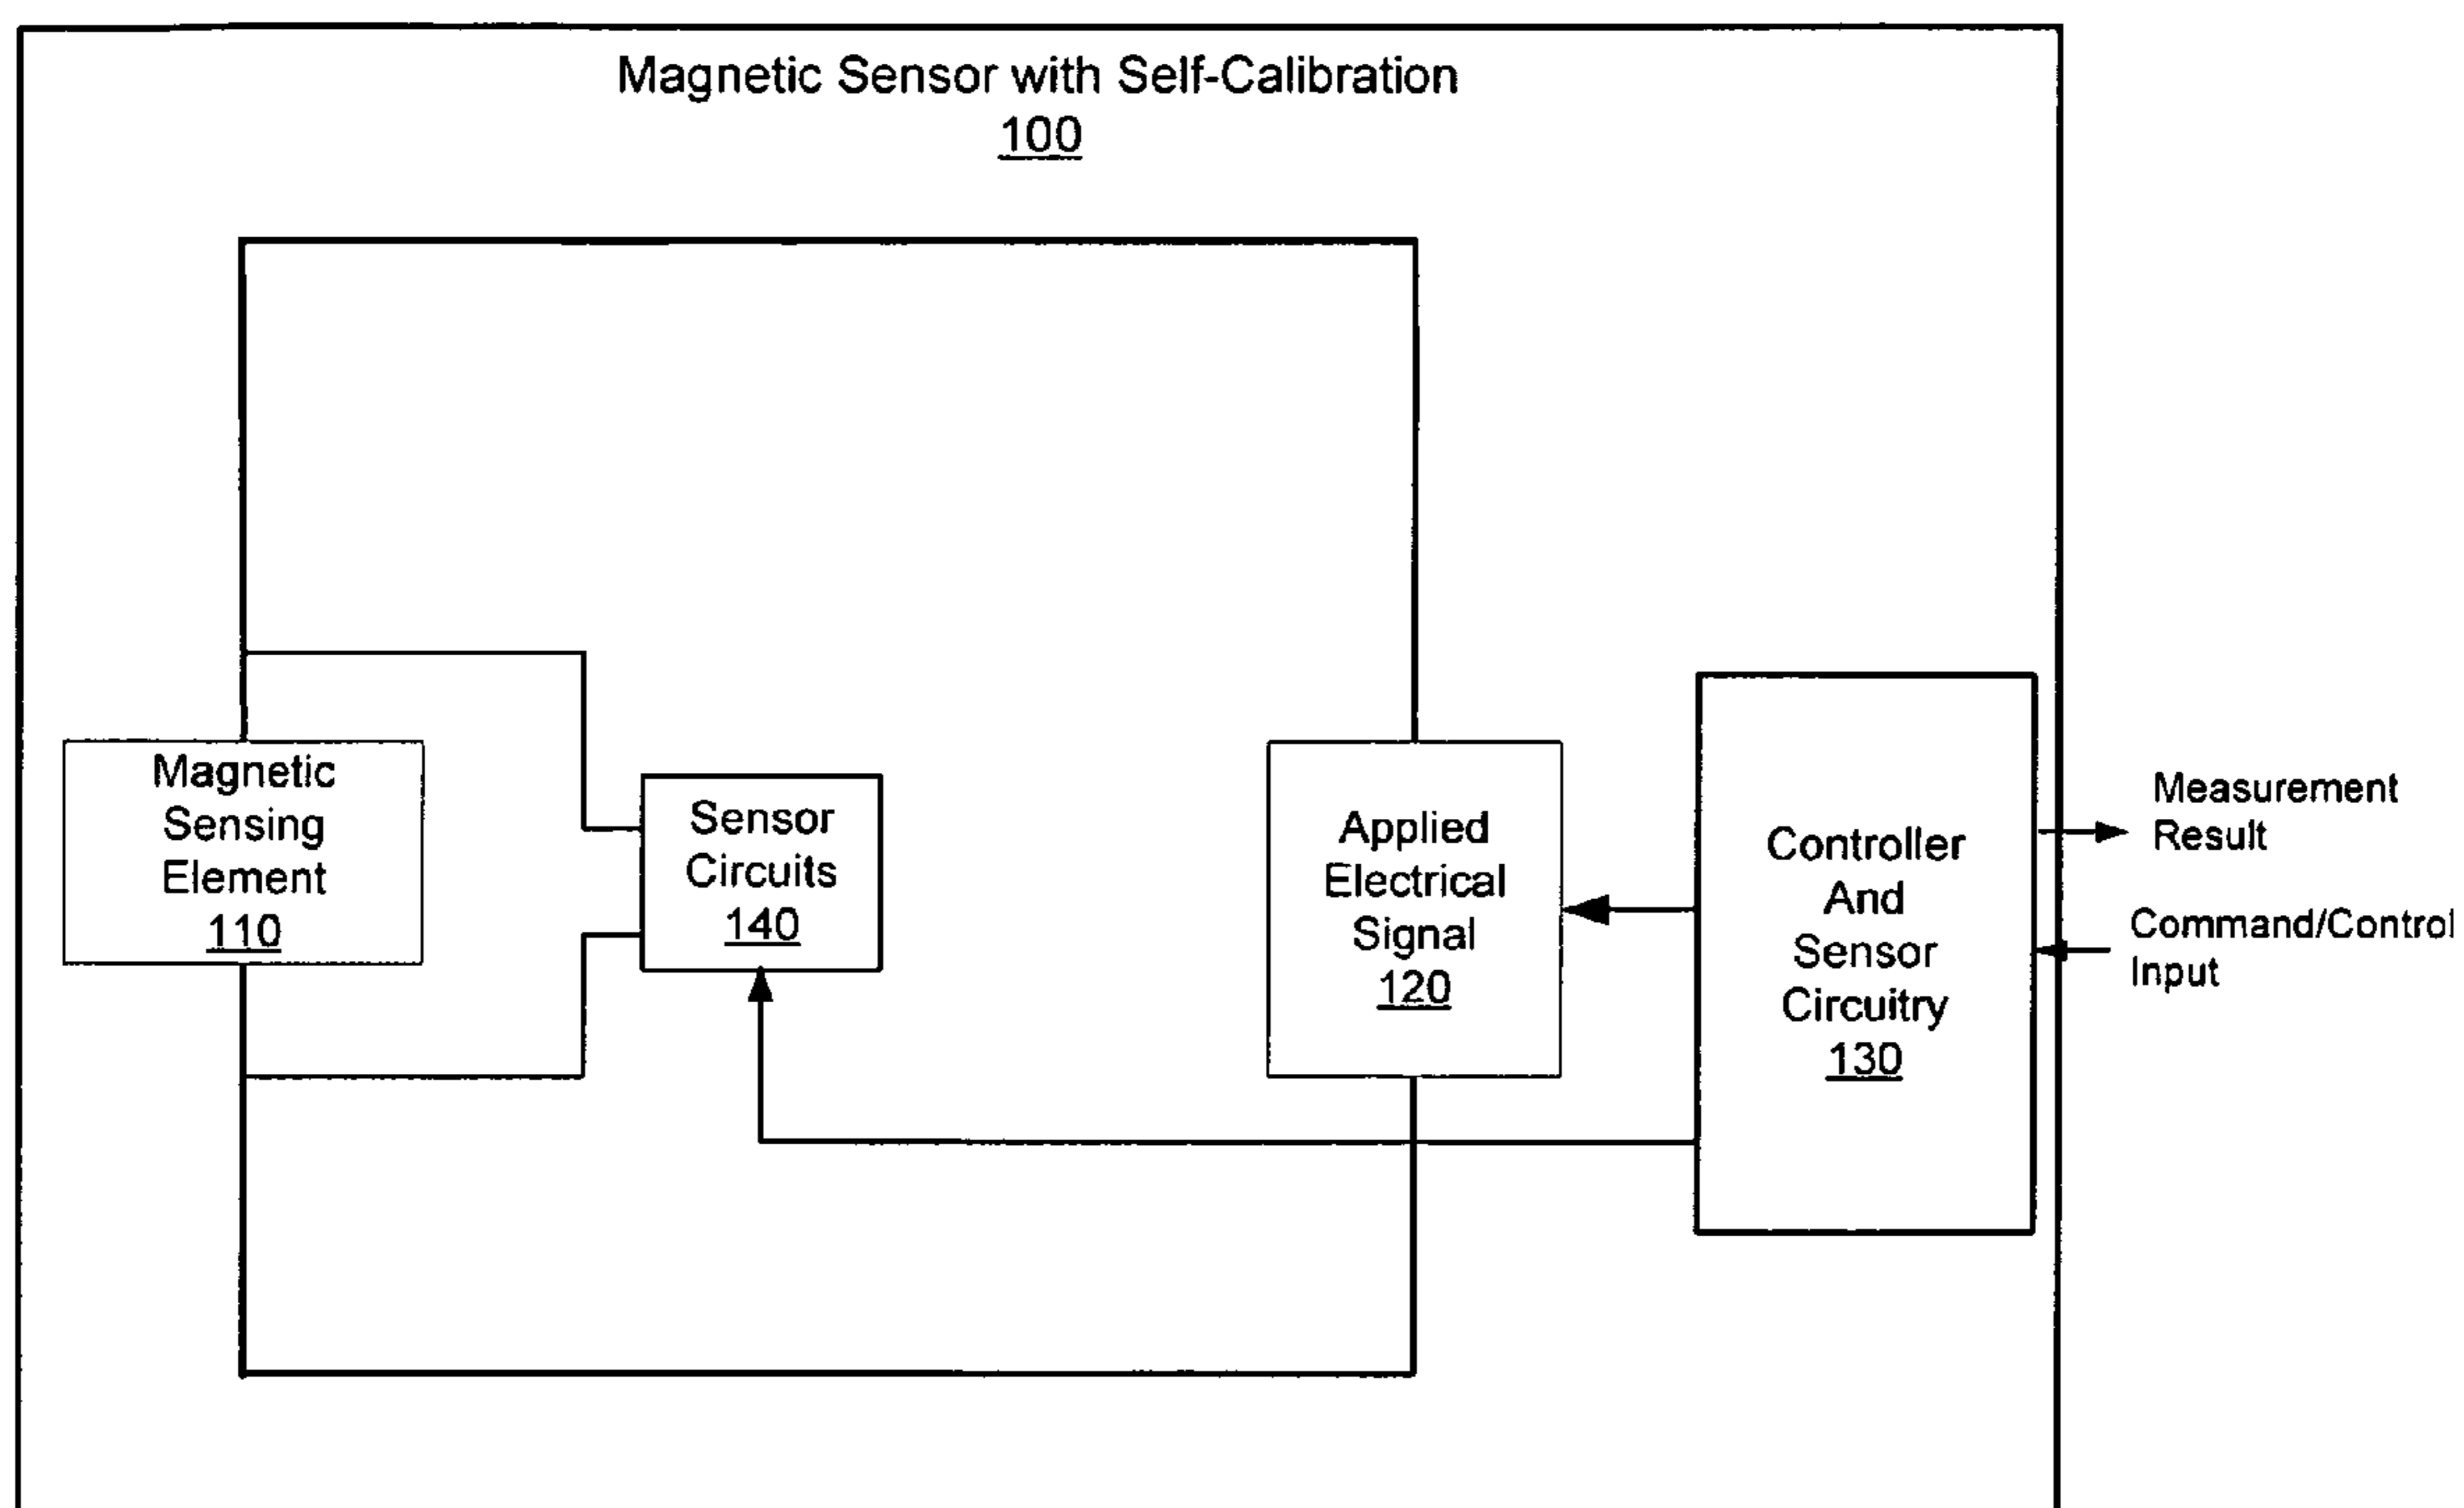 Magnetic Sensor with Self-Calibration
100
Magnetic
Sensing
Element
110
Sensor
Circuits
140
Applied
Electrical
Signal
120
Controller
And
Sensor
Circuitry
130
Measurement
Result
Command/Control
Input